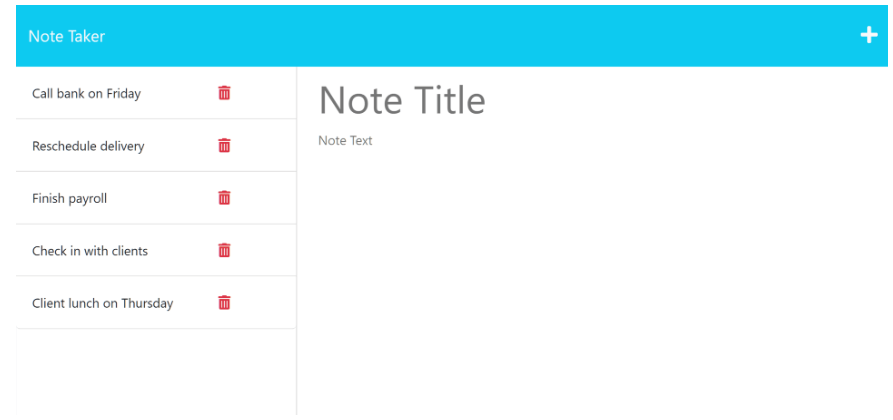 Note Taker
Call bank on Friday
Reschedule delivery
Finish payroll
Check in with clients
Client lunch on Thursday
Note Title
Note Text